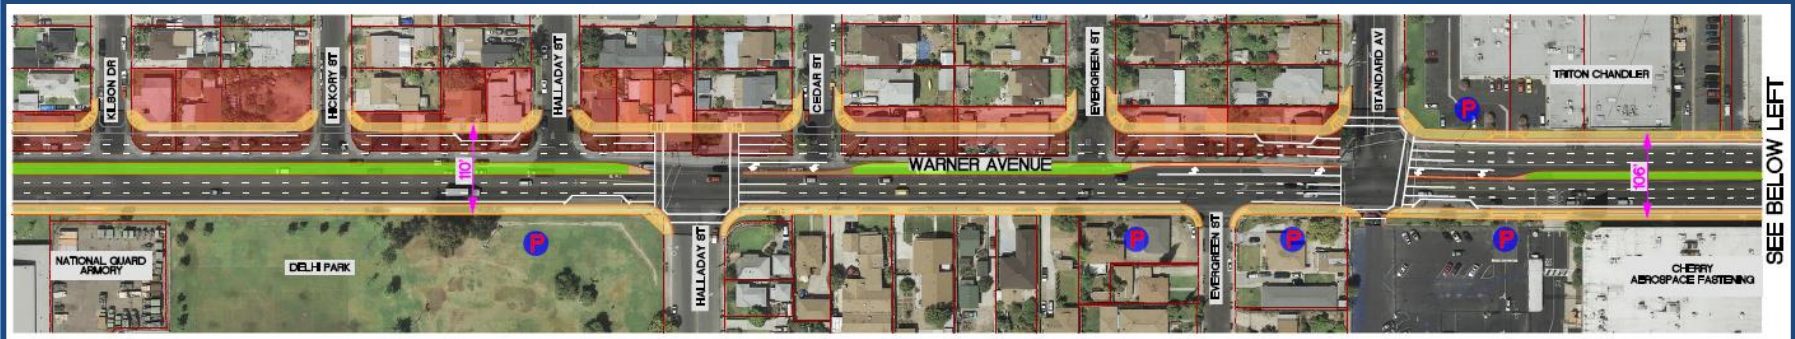 KILSON DR
HICKORY ST
HALLADAY ST
CEDAR ST
EVERGREEN ST
STANDARD AV
TRITON CHANDLER
P
110'
WARNER AVENUE
106'
SEE BELOW LEFT
NATIONAL GUARD
ARMORY
DELHI PARK
P
HALLADAY ST
P
EVERGREEN ST
P
P
CHERRY
AEROSPACE FASTENING